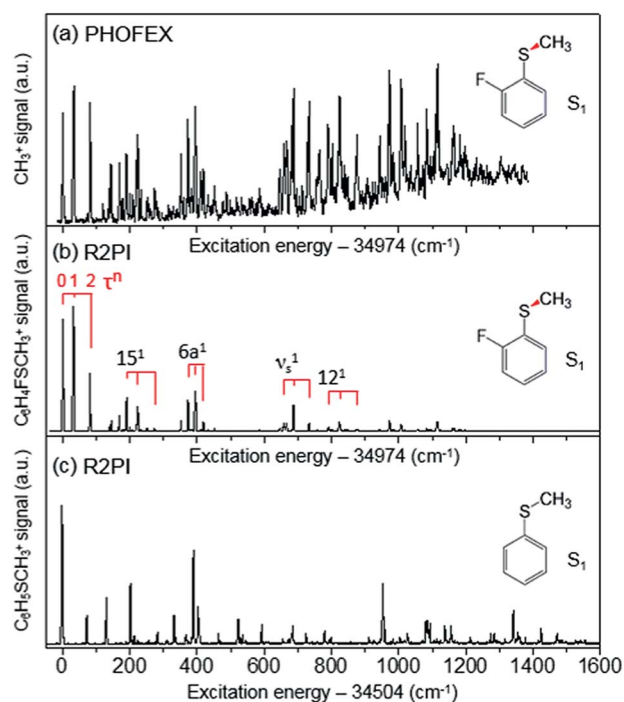 (a) PHOFEX
CH₃⁺ signal (a.u.)
S
CH₃
F
S₁
Excitation energy – 34974 (cm⁻¹)
(b) R2PI
C₆H₄FSCH₃⁺ signal (a.u.)
0 1 2 τⁿ
15¹
6a¹
νₛ¹
12¹
S
CH₃
F
S₁
Excitation energy – 34974 (cm⁻¹)
(c) R2PI
C₆H₅SCH₃⁺ signal (a.u.)
S
CH₃
S₁
0 200 400 600 800 1000 1200 1400 1600
Excitation energy – 34504 (cm⁻¹)